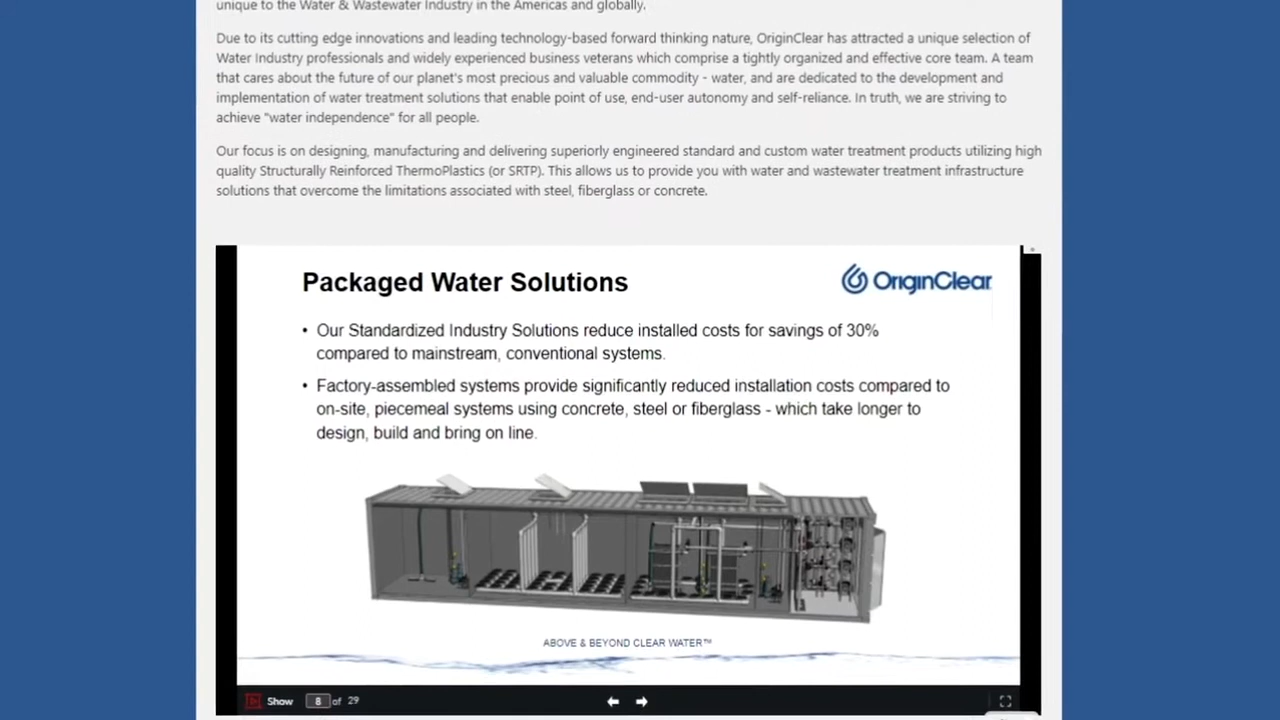 unique to the Water & Wastewater Industry in the Americas and globally.
Due to its cutting edge innovations and leading technology-based forward thinking nature, OriginClear has attracted a unique selection of
Water Industry professionals and widely experienced business veterans which comprise a tightly organized and effective core team. A team
that cares about the future of our planet's most precious and valuable commodity - water, and are dedicated to the development and
implementation of water treatment solutions that enable point of use, end-user autonomy and self-reliance. In truth, we are striving to
achieve "water independence" for all people.
Our focus is on designing, manufacturing and delivering superiorly engineered standard and custom water treatment products utilizing high
quality Structurally Reinforced ThermoPlastics (or SRTP). This allows us to provide you with water and wastewater treatment infrastructure
solutions that overcome the limitations associated with steel, fiberglass or concrete.
Packaged Water Solutions
OriginClear
• Our Standardized Industry Solutions reduce installed costs for savings of 30%
compared to mainstream, conventional systems.
• Factory-assembled systems provide significantly reduced installation costs compared to
on-site, piecemeal systems using concrete, steel or fiberglass - which take longer to
design, build and bring on line.
ABOVE & BEYOND CLEAR WATER™
Show 8 of 29